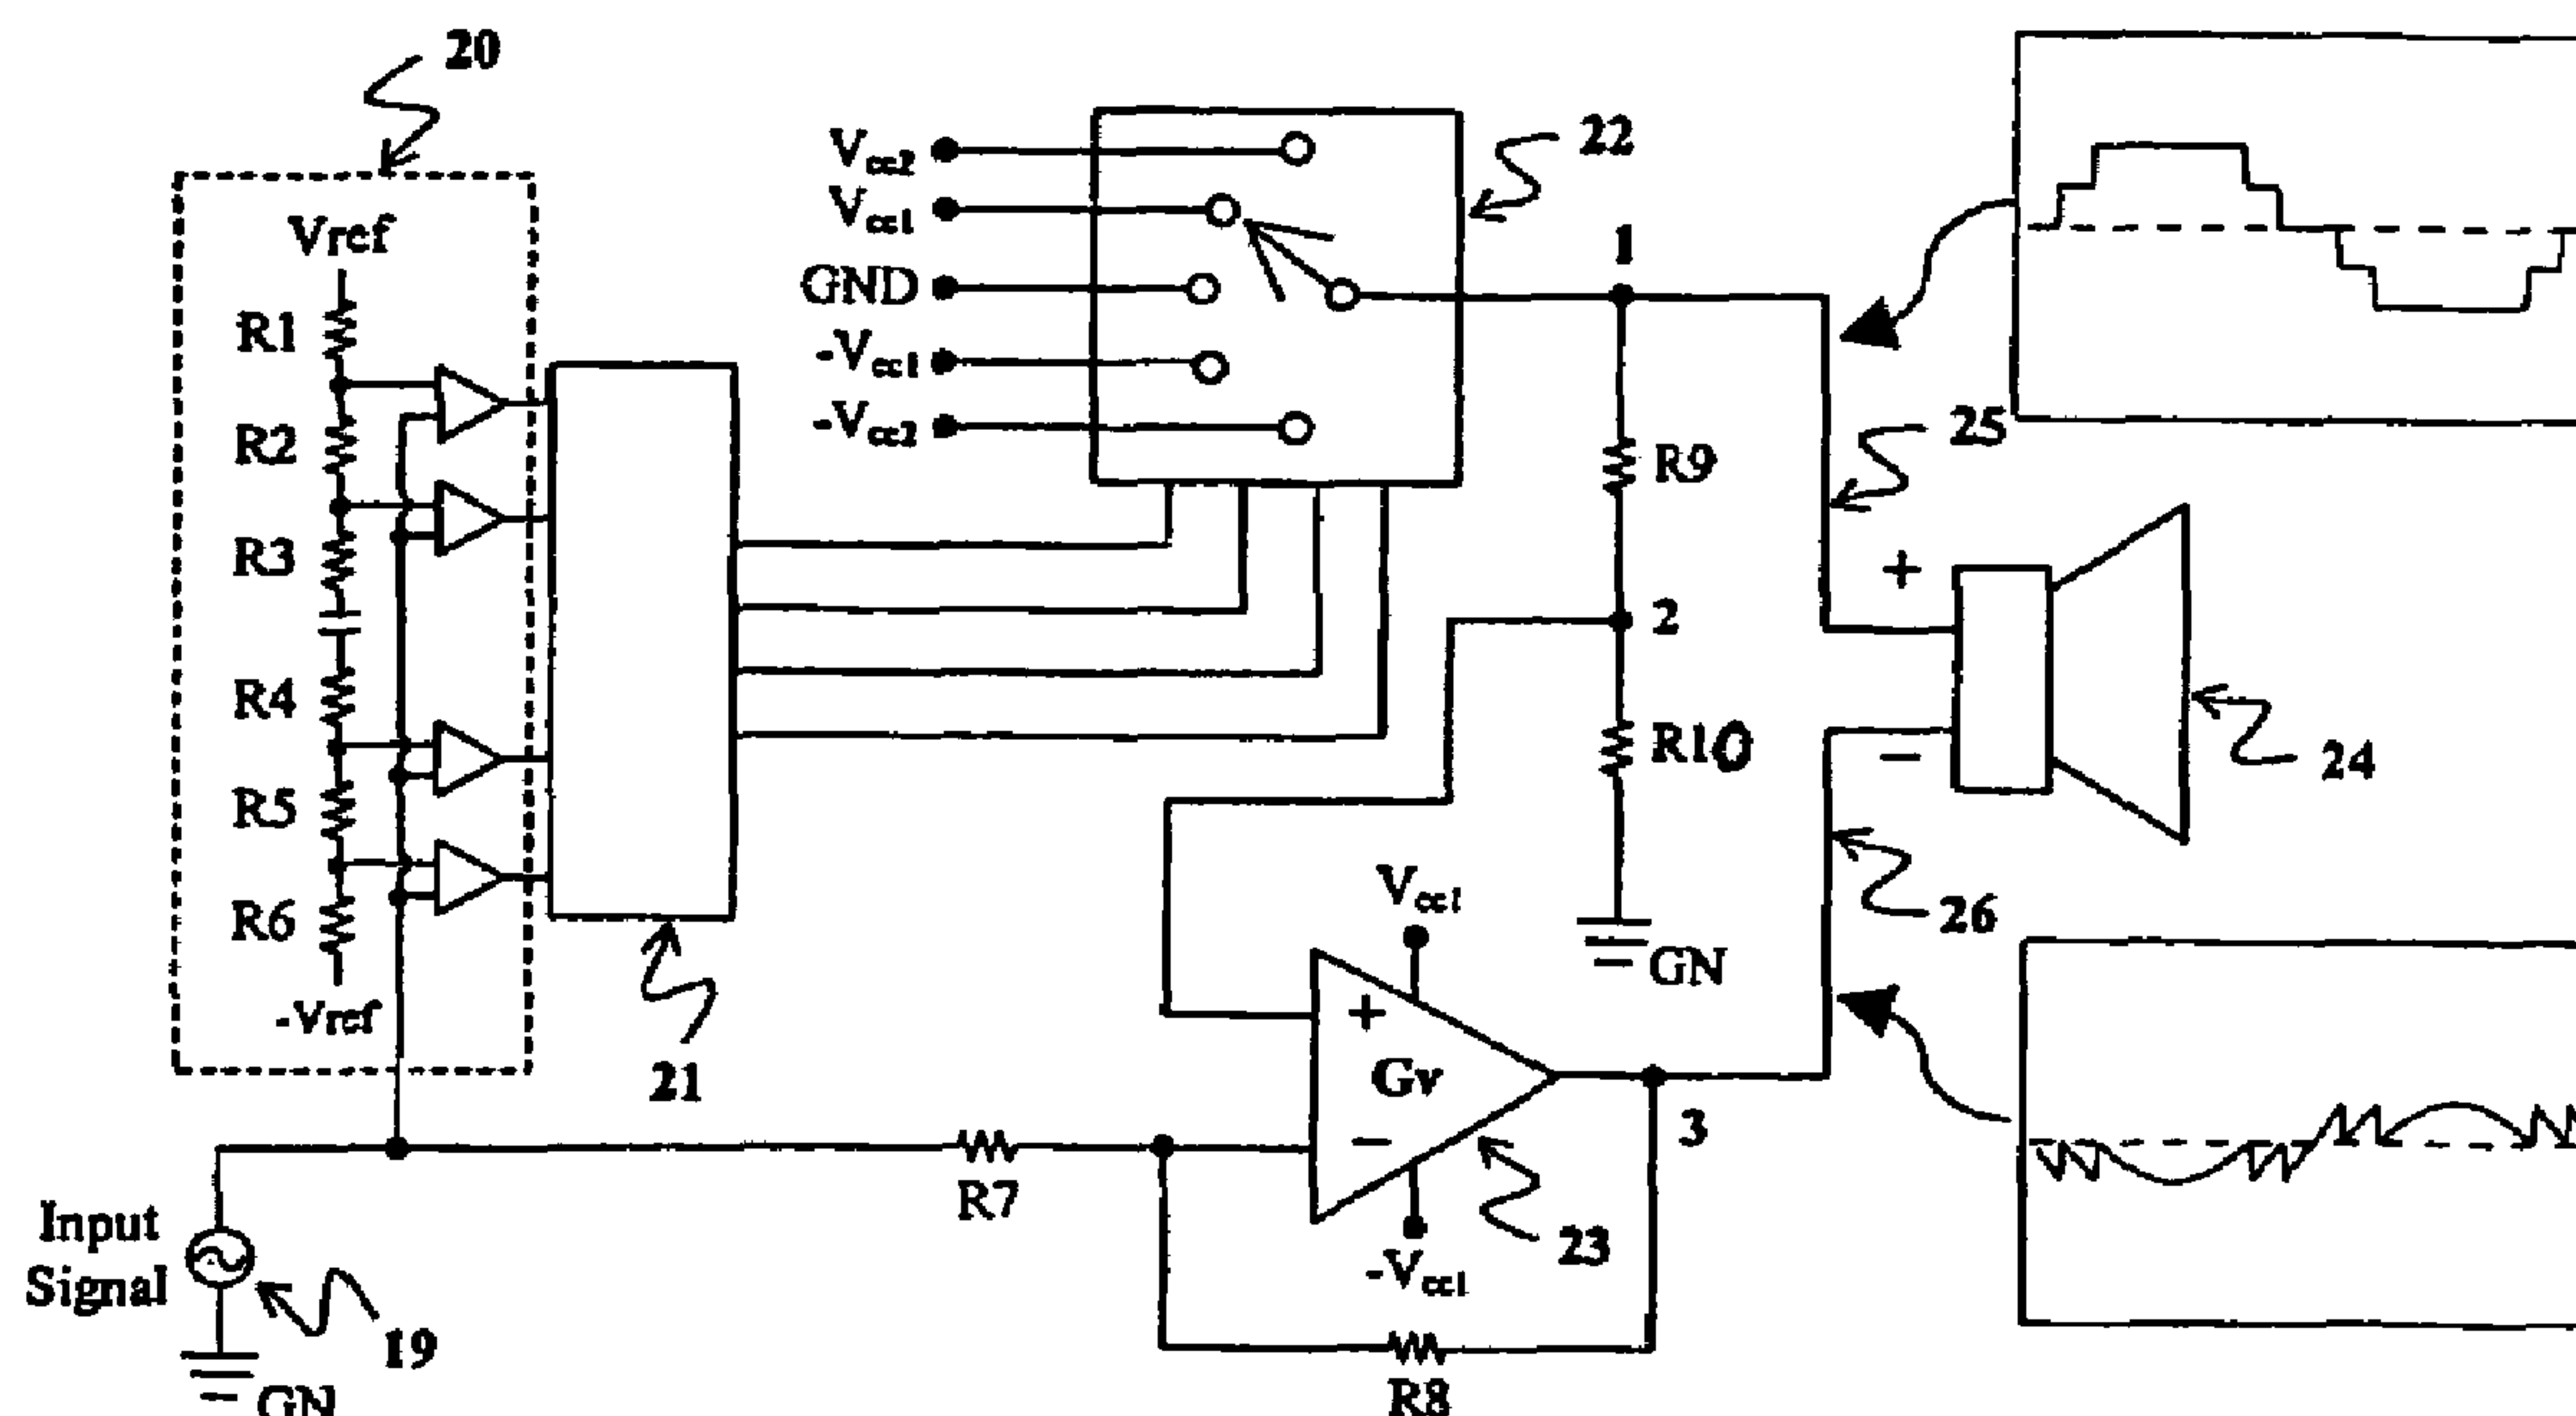 20
Vref
R1
R2
R3
R4
R5
R6
-Vref
21
Vcc2
Vcc1
GND
-Vcc1
-Vcc2
22
1
R9
2
R10
GN
25
+
−
24
26
Vcc1
+
Gv
−
-Vcc1
23
3
R7
R8
Input
Signal
19
GN